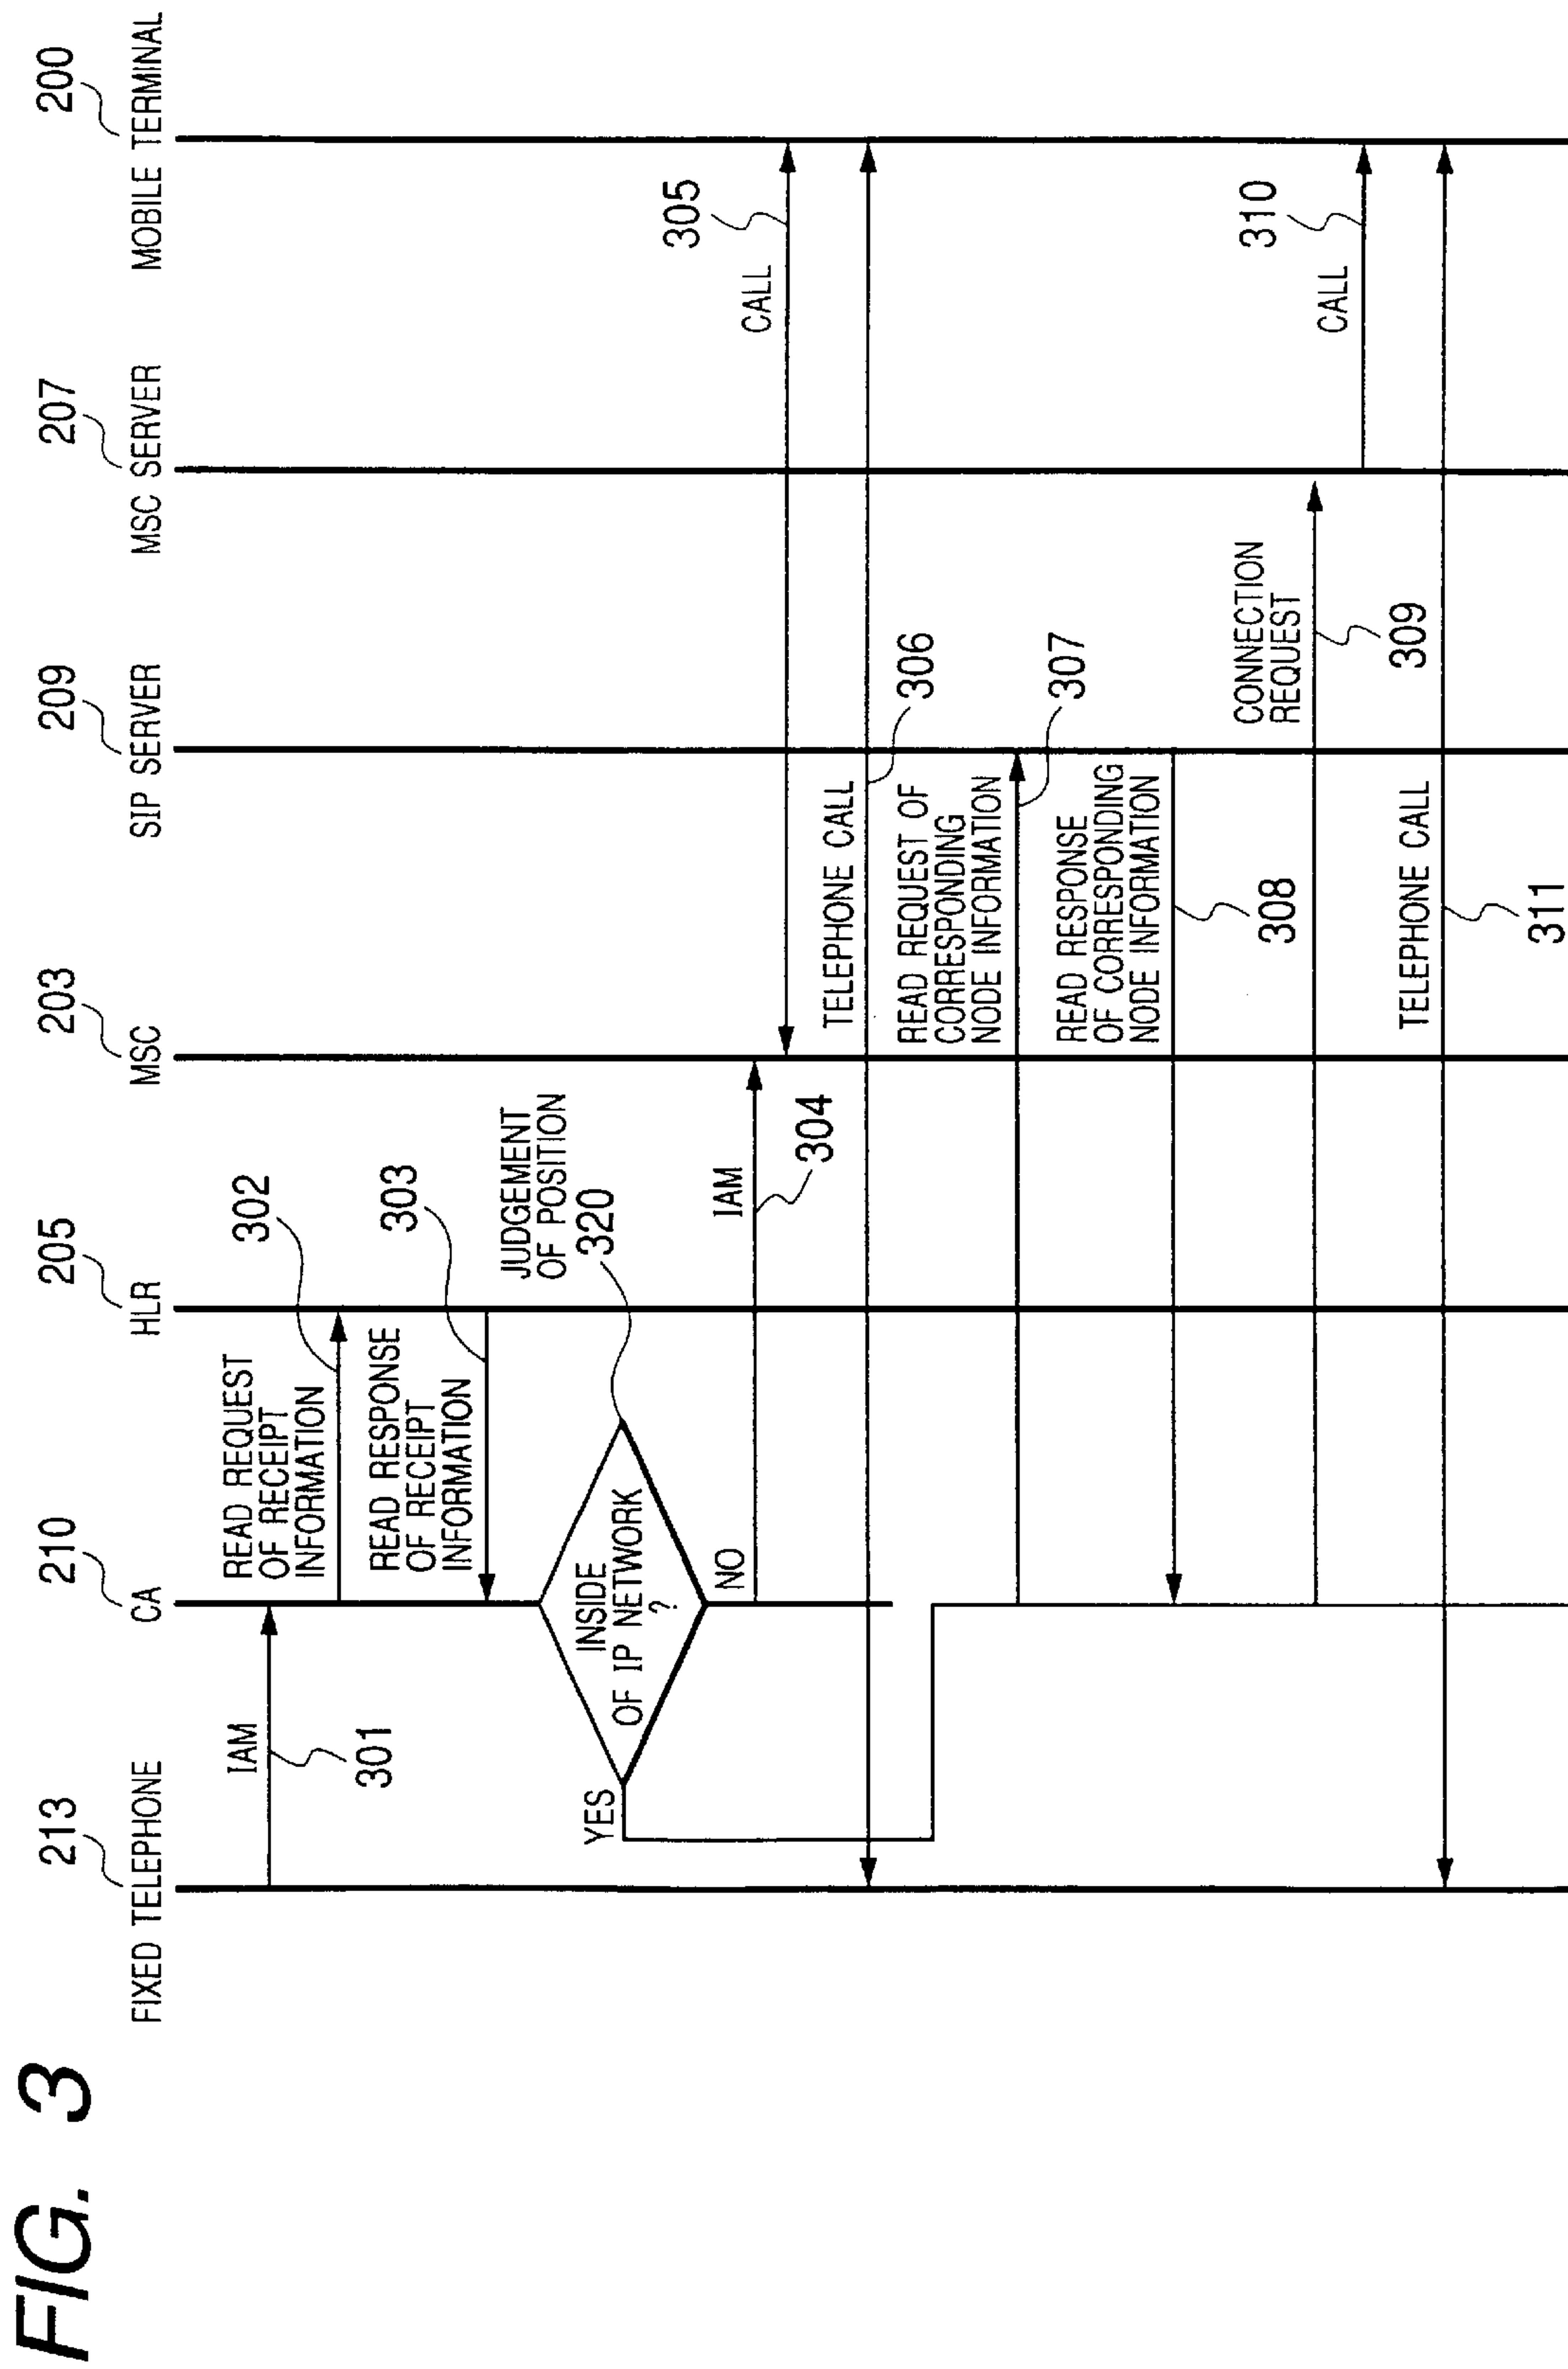 FIG. 3
213
FIXED TELEPHONE
210
CA
205
HLR
203
MSC
209
SIP SERVER
207
MSC SERVER
200
MOBILE TERMINAL
IAM
301
READ REQUEST
OF RECEIPT
INFORMATION
302
READ RESPONSE
OF RECEIPT
INFORMATION
303
JUDGEMENT
OF POSITION
320
INSIDE
OF IP NETWORK
?
YES
NO
IAM
304
CALL
305
TELEPHONE CALL
306
READ REQUEST OF
CORRESPONDING
NODE INFORMATION
307
READ RESPONSE
OF CORRESPONDING
NODE INFORMATION
308
CONNECTION
REQUEST
309
CALL
310
TELEPHONE CALL
311